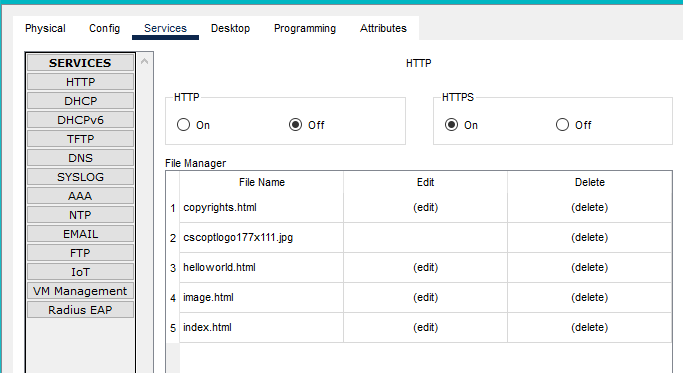 Physical Config Services Desktop Programming Attributes
SERVICES
HTTP
DHCP
DHCPv6
TFTP
DNS
SYSLOG
AAA
NTP
EMAIL
FTP
IoT
VM Management
Radius EAP
HTTP
HTTP
On Off
HTTPS
On Off
File Manager
File Name Edit Delete
1 copyrights.html (edit) (delete)
2 cscoptlogo177x111.jpg (delete)
3 helloworld.html (edit) (delete)
4 image.html (edit) (delete)
5 index.html (edit) (delete)